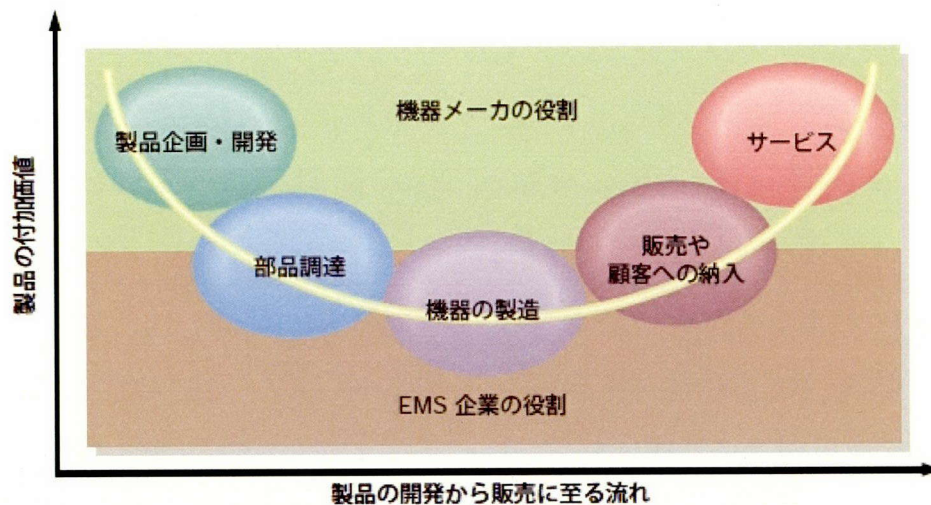 製品の付加価値
機器メーカの役割
製品企画・開発
サービス
部品調達
機器の製造
販売や
顧客への納入
EMS 企業の役割
製品の開発から販売に至る流れ